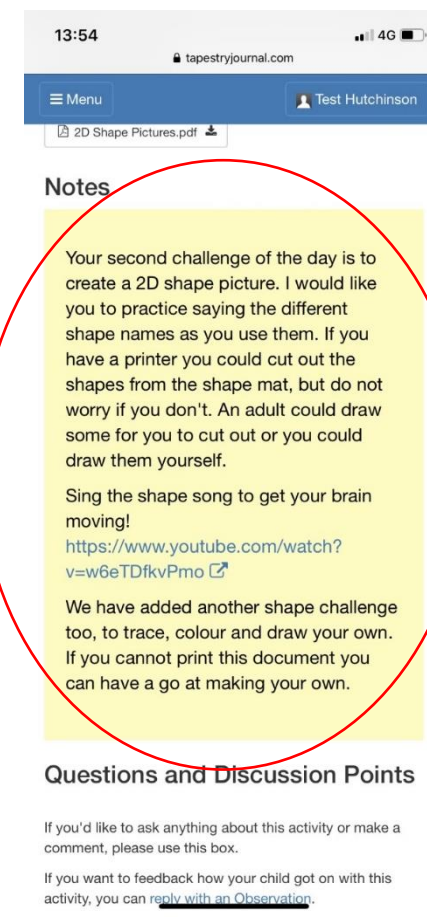 13:54
4G
tapestryjournal.com
Menu
Test Hutchinson
2D Shape Pictures.pdf
Notes
Your second challenge of the day is to
create a 2D shape picture. I would like
you to practice saying the different
shape names as you use them. If you
have a printer you could cut out the
shapes from the shape mat, but do not
worry if you don't. An adult could draw
some for you to cut out or you could
draw them yourself.
Sing the shape song to get your brain
moving!
https://www.youtube.com/watch?
v=w6eTDfkvPmo
We have added another shape challenge
too, to trace, colour and draw your own.
If you cannot print this document you
can have a go at making your own.
Questions and Discussion Points
If you'd like to ask anything about this activity or make a
comment, please use this box.
If you want to feedback how your child got on with this
activity, you can reply with an Observation.